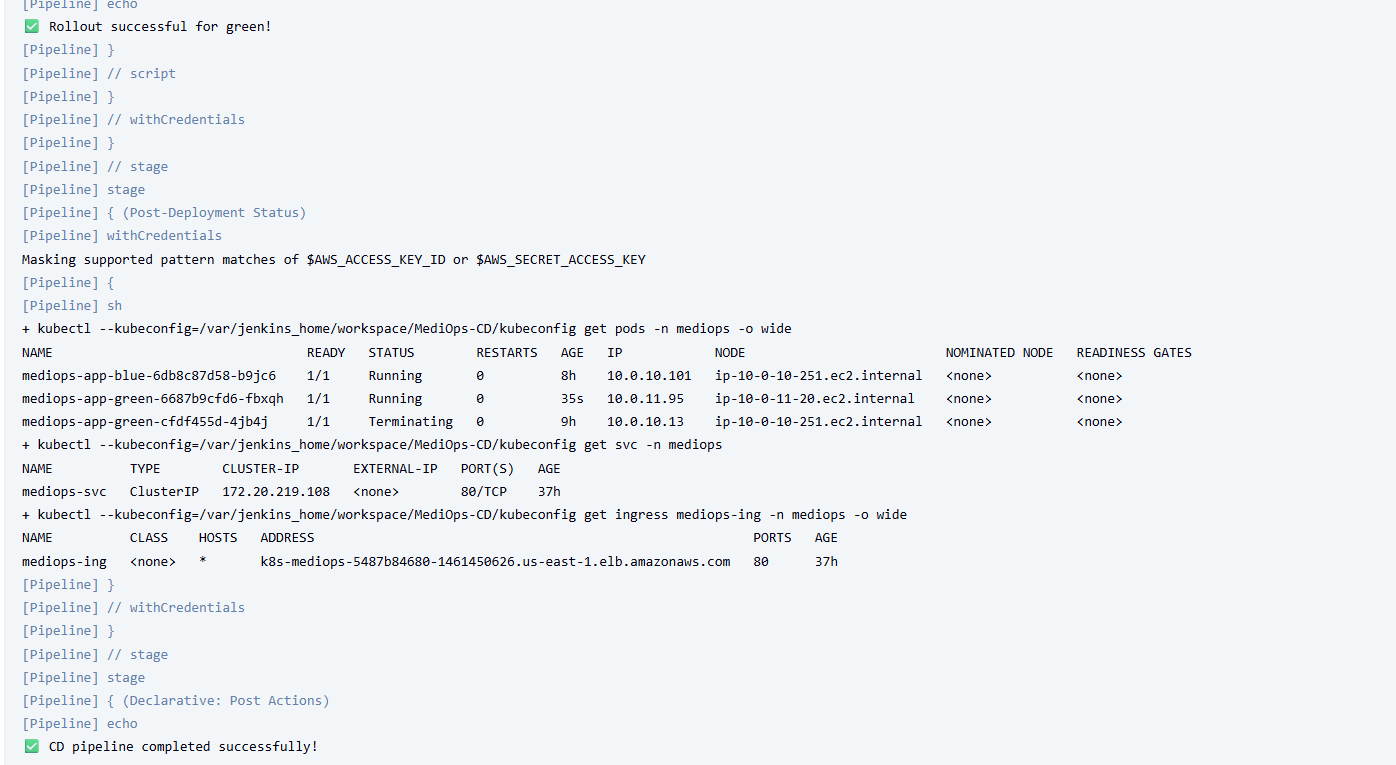 [Pipeline] echo
✅ Rollout successful for green!
[Pipeline] }
[Pipeline] // script
[Pipeline] }
[Pipeline] // withCredentials
[Pipeline] }
[Pipeline] // stage
[Pipeline] stage
[Pipeline] { (Post-Deployment Status)
[Pipeline] withCredentials
Masking supported pattern matches of $AWS_ACCESS_KEY_ID or $AWS_SECRET_ACCESS_KEY
[Pipeline] {
[Pipeline] sh
+ kubectl --kubeconfig=/var/jenkins_home/workspace/MediOps-CD/kubeconfig get pods -n mediops -o wide
NAME READY STATUS RESTARTS AGE IP NODE NOMINATED NODE READINESS GATES
mediops-app-blue-6db8c87d58-b9jc6 1/1 Running 0 8h 10.0.10.101 ip-10-0-10-251.ec2.internal <none> <none>
mediops-app-green-6687b9cfd6-fbxqh 1/1 Running 0 35s 10.0.11.95 ip-10-0-11-20.ec2.internal <none> <none>
mediops-app-green-cfdf455d-4jb4j 1/1 Terminating 0 9h 10.0.10.13 ip-10-0-10-251.ec2.internal <none> <none>
+ kubectl --kubeconfig=/var/jenkins_home/workspace/MediOps-CD/kubeconfig get svc -n mediops
NAME TYPE CLUSTER-IP EXTERNAL-IP PORT(S) AGE
mediops-svc ClusterIP 172.20.219.108 <none> 80/TCP 37h
+ kubectl --kubeconfig=/var/jenkins_home/workspace/MediOps-CD/kubeconfig get ingress mediops-ing -n mediops -o wide
NAME CLASS HOSTS ADDRESS PORTS AGE
mediops-ing <none> * k8s-mediops-5487b84680-1461450626.us-east-1.elb.amazonaws.com 80 37h
[Pipeline] }
[Pipeline] // withCredentials
[Pipeline] }
[Pipeline] // stage
[Pipeline] stage
[Pipeline] { (Declarative: Post Actions)
[Pipeline] echo
✅ CD pipeline completed successfully!